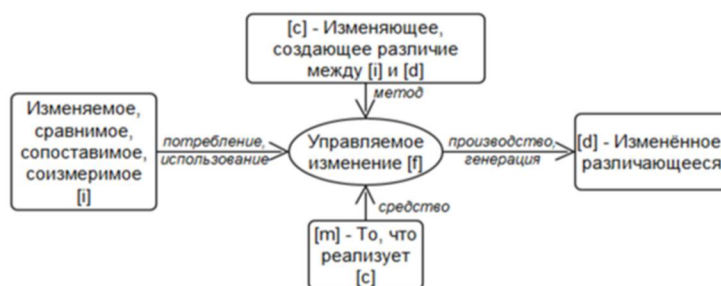 [c] - Изменяющее,
создающее различие
между [i] и [d]
метод
Изменяемое,
сравнимое,
сопоставимое,
соизмеримое
[i]
потребление,
использование
Управляемое
изменение [f]
производство,
генерация
[d] - Изменённое,
различающееся
средство
[m] - То, что
реализует
[c]